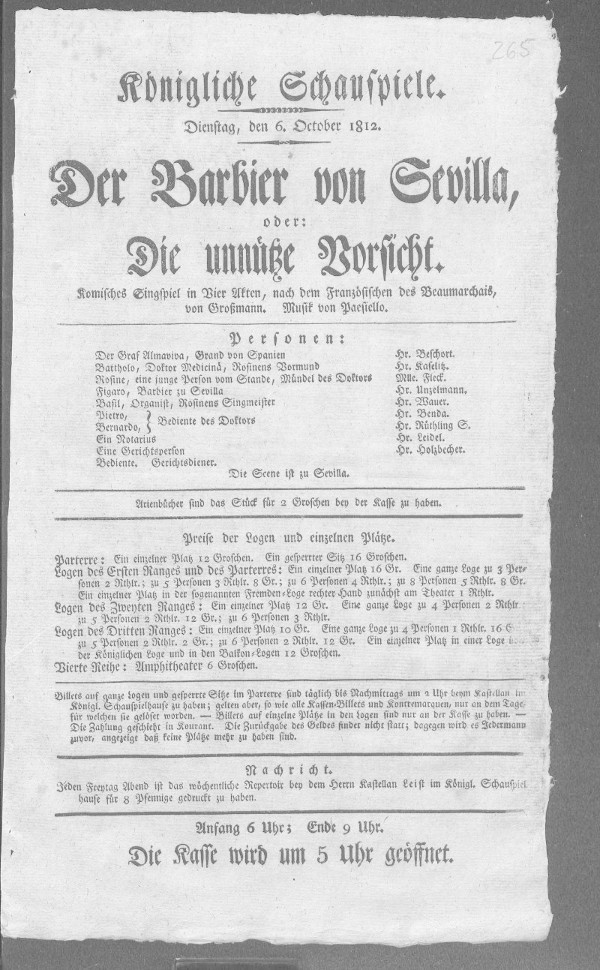 265
Königliche Schauspiele.
Dienstag, den 6. October 1812.
Der Barbier von Sevilla,
oder:
Die unnütze Vorsicht.
Komisches Singspiel in Vier Akten, nach dem Französischen des Beaumarchais,
von Großmann. Musik von Paesiello.
Personen:
Der Graf Almaviva, Grand von Spanien Hr. Beschort.
Bartholo, Doktor Medicinä, Rosinens Vormund Hr. Kaselitz.
Rosine, eine junge Person vom Stande, Mündel des Doktors Mlle. Fleck.
Figaro, Barbier zu Sevilla Hr. Unzelmann.
Basil, Organist, Rosinens Singmeister Hr. Wauer.
Pietro, Hr. Benda.
Bediente des Doktors
Bernardo, Hr. Rüthling S.
Ein Notarius Hr. Leidel.
Eine Gerichtsperson Hr. Holzbecher.
Bediente. Gerichtsdiener.
Die Scene ist zu Sevilla.
Arienbücher sind das Stück für 2 Groschen bey der Kasse zu haben.
Preise der Logen und einzelnen Plätze.
Parterre: Ein einzelner Platz 12 Groschen. Ein gesperrter Sitz 16 Groschen.
Logen des Ersten Ranges und des Parterres: Ein einzelner Platz 16 Gr. Eine ganze Loge zu 3 Per-
sonen 2 Rthlr.; zu 5 Personen 3 Rthlr. 8 Gr.; zu 6 Personen 4 Rthlr.; zu 8 Personen 5 Rthlr. 8 Gr.
Ein einzelner Platz in der sogenannten Fremden-Loge rechter Hand zunächst am Theater 1 Rthlr.
Logen des Zweyten Ranges: Ein einzelner Platz 12 Gr. Eine ganze Loge zu 4 Personen 2 Rthlr
zu 5 Personen 2 Rthlr. 12 Gr.; zu 6 Personen 3 Rthlr.
Logen des Dritten Ranges: Ein einzelner Platz 10 Gr. Eine ganze Loge zu 4 Personen 1 Rthlr. 16 G
zu 5 Personen 2 Rthlr. 2 Gr.; zu 6 Personen 2 Rthlr. 12 Gr. Ein einzelner Platz in einer Loge
der Königlichen Loge und in den Balkon-Logen 12 Groschen.
Vierte Reihe: Amphitheater 6 Groschen.
Billets auf ganze Logen und gesperrte Sitze im Parterre sind täglich bis Nachmittags um 2 Uhr beym Kastellan im
Königl. Schauspielhause zu haben; gelten aber, so wie alle Kassen-Billets und Kontremarquen, nur an dem Tage,
für welchen sie gelöset worden. — Billets auf einzelne Plätze in den Logen sind nur an der Kasse zu haben. —
Die Zahlung geschieht in Kourant. Die Zurückgabe des Geldes findet nicht statt; dagegen wird es Jedermann
zuvor, angezeigt daß keine Plätze mehr zu haben sind.
Nachricht.
Jeden Freytag Abend ist das wöchentliche Repertoir bey dem Herrn Kastellan Leist im Königl. Schauspiel
hause für 8 Pfennige gedruckt zu haben.
Anfang 6 Uhr; Ende 9 Uhr.
Die Kasse wird um 5 Uhr geöffnet.